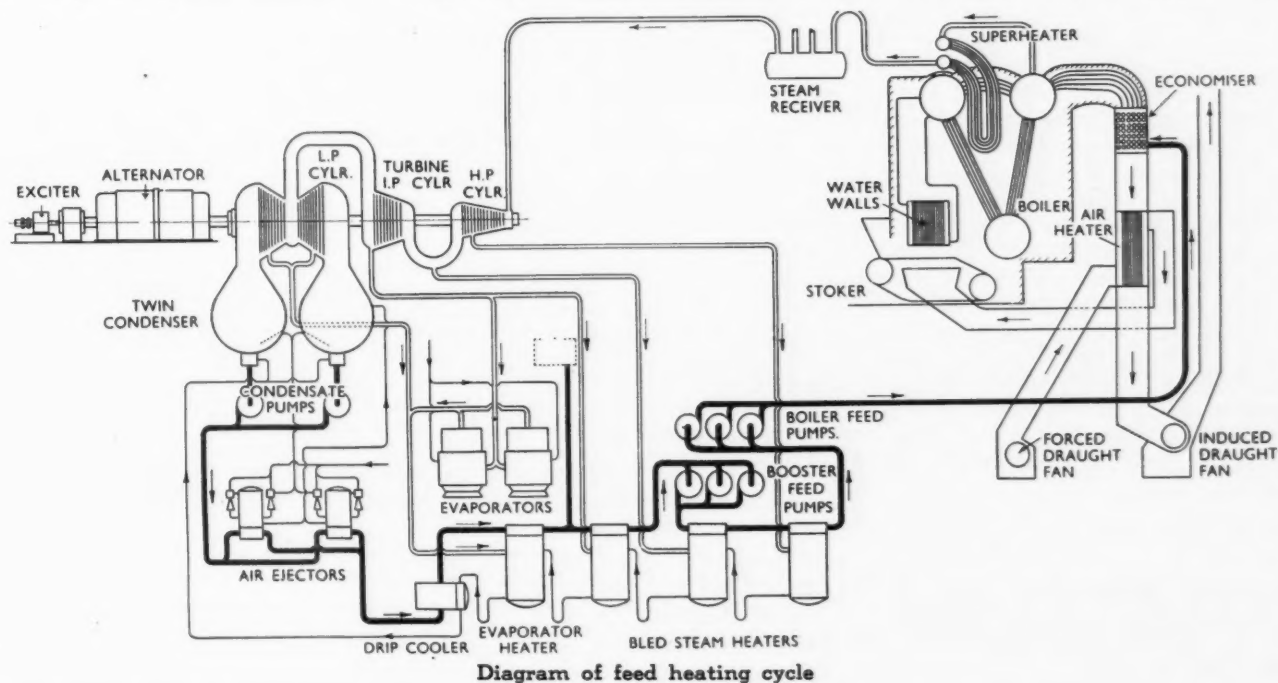 SUPERHEATER
STEAM
RECEIVER
ECONOMISER
L.P
CYLR.
TURBINE
I.P CYLR
H.P
CYLR.
ALTERNATOR
EXCITER
WATER
WALLS
BOILER
AIR
HEATER
STOKER
TWIN
CONDENSER
CONDENSATE
PUMPS
BOILER FEED
PUMPS.
FORCED
DRAUGHT
FAN
INDUCED
DRAUGHT
FAN
BOOSTER
FEED
PUMPS
EVAPORATORS
AIR EJECTORS
DRIP COOLER
EVAPORATOR
HEATER
BLED STEAM HEATERS
Diagram of feed heating cycle